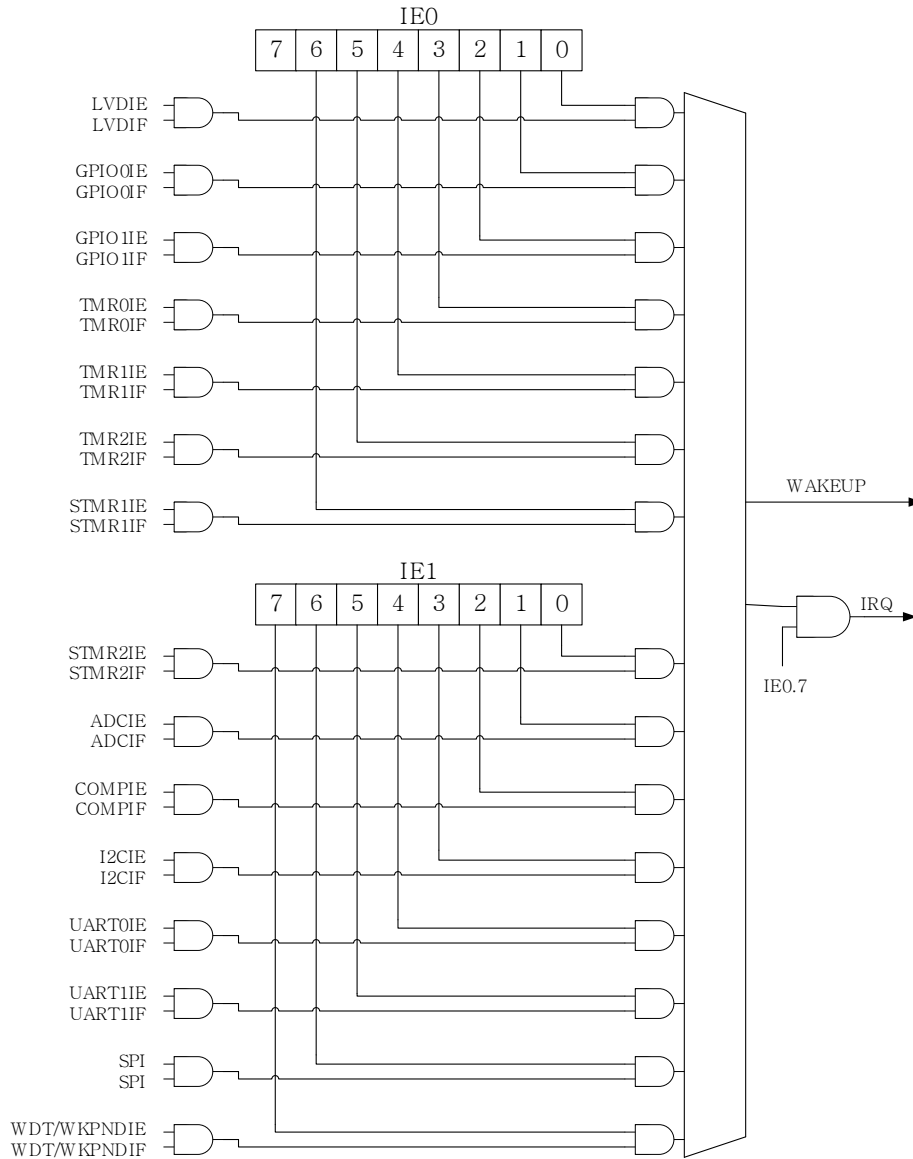 IE0
7 6 5 4 3 2 1 0
LVDIE
LVDIF
GPIO0IE
GPIO0IF
GPIO1IE
GPIO1IF
TMR0IE
TMR0IF
TMR1IE
TMR1IF
TMR2IE
TMR2IF
STMR1IE
STMR1IF
WAKEUP
IE1
7 6 5 4 3 2 1 0
IRQ
IE0.7
STMR2IE
STMR2IF
ADCIE
ADCIF
COMPIE
COMPIF
I2CIE
I2CIF
UART0IE
UART0IF
UART1IE
UART1IF
SPI
SPI
WDT/WKPNDIE
WDT/WKPNDIF